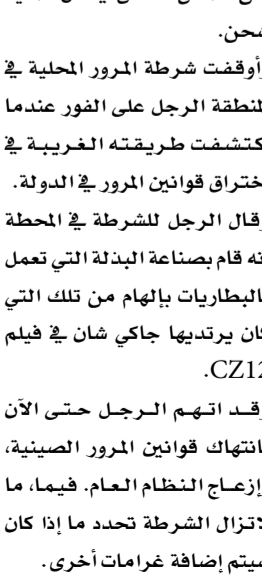 شحن.
وأوقفت شرطة المرور المحلية في
المنطقة الرجل على الفور عندما
اكتشفت طريقته الغريبة في
اختراق قوانين المرور في الدولة.
وقال الرجل للشرطة في المحطة
إنه قام بصناعة البذلة التي تعمل
بالبطاريات بإلهام من تلك التي
كان يرتديها جاكي شان في فيلم
CZ12.
وقد اتهم الرجل حتى الآن
بانتهاك قوانين المرور الصينية،
وإزعاج النظام العام. فيما، ما
لاتزال الشرطة تحدد ما إذا كان
سيتم إضافة غرامات أخرى.